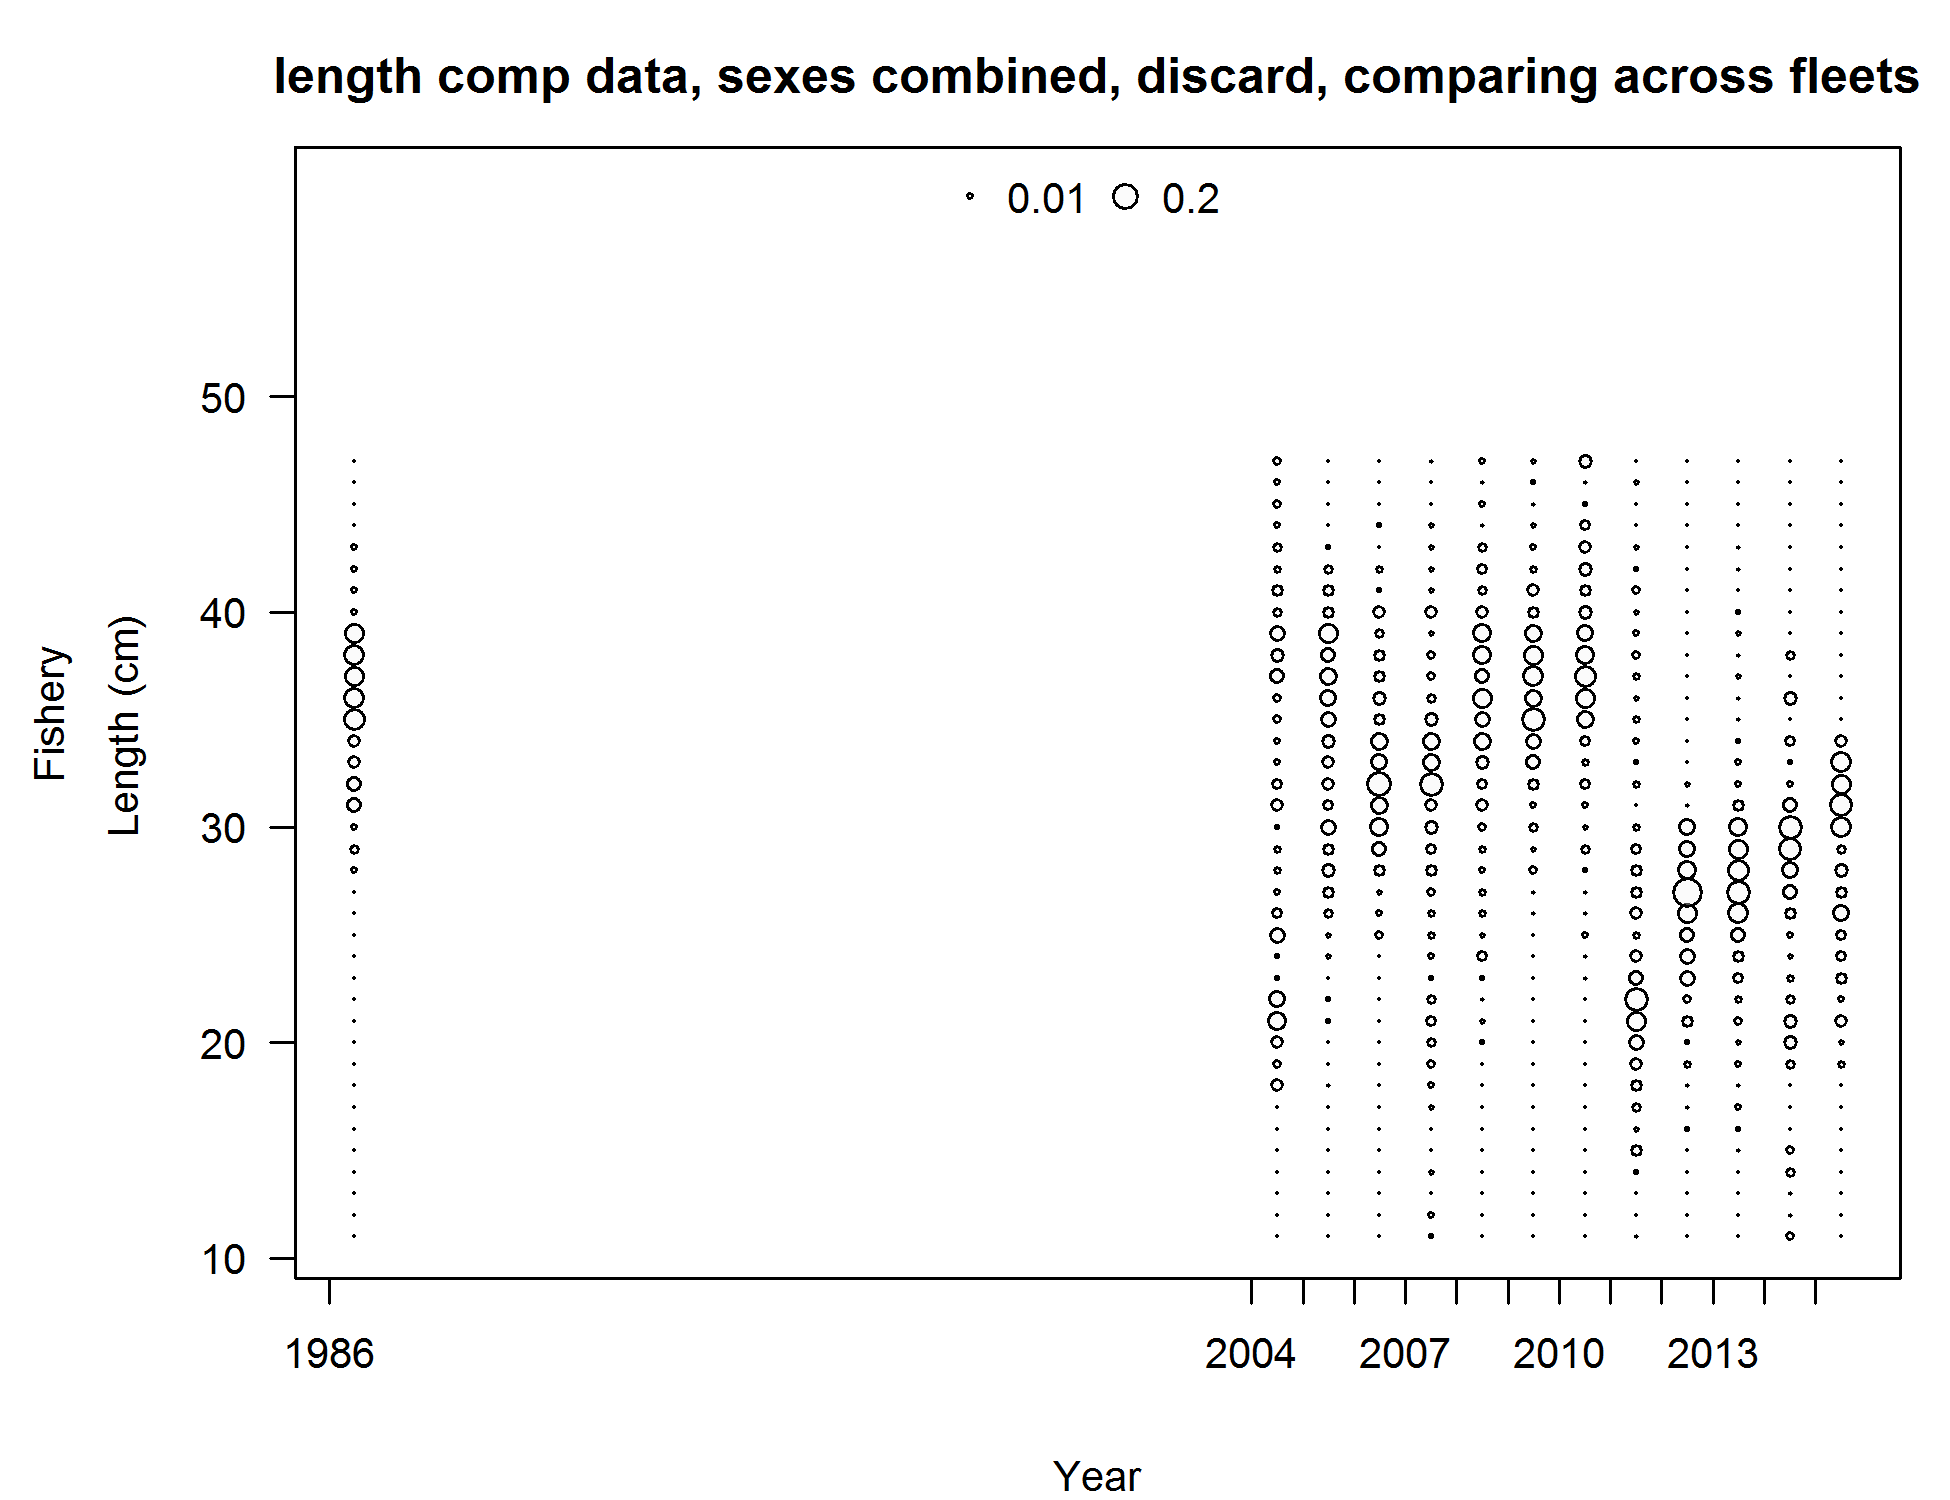 length comp data, sexes combined, discard, comparing across fleets
0.01 0.2
50
40
30
20
10
Fishery
Length (cm)
1986 2004 2007 2010 2013
Year